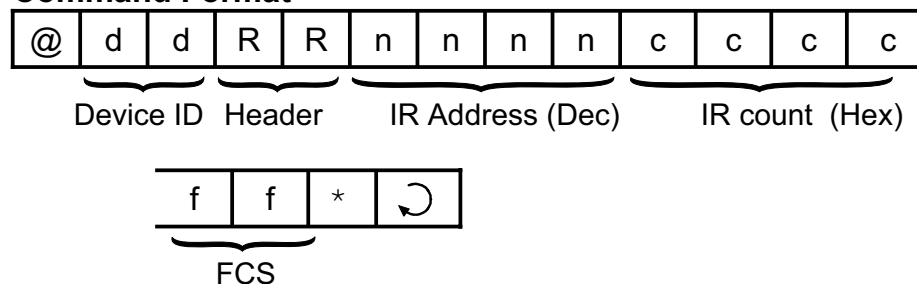 Command Format
@ d d R R n n n n c c c c
Device ID Header IR Address (Dec) IR count (Hex)
f f *
FCS